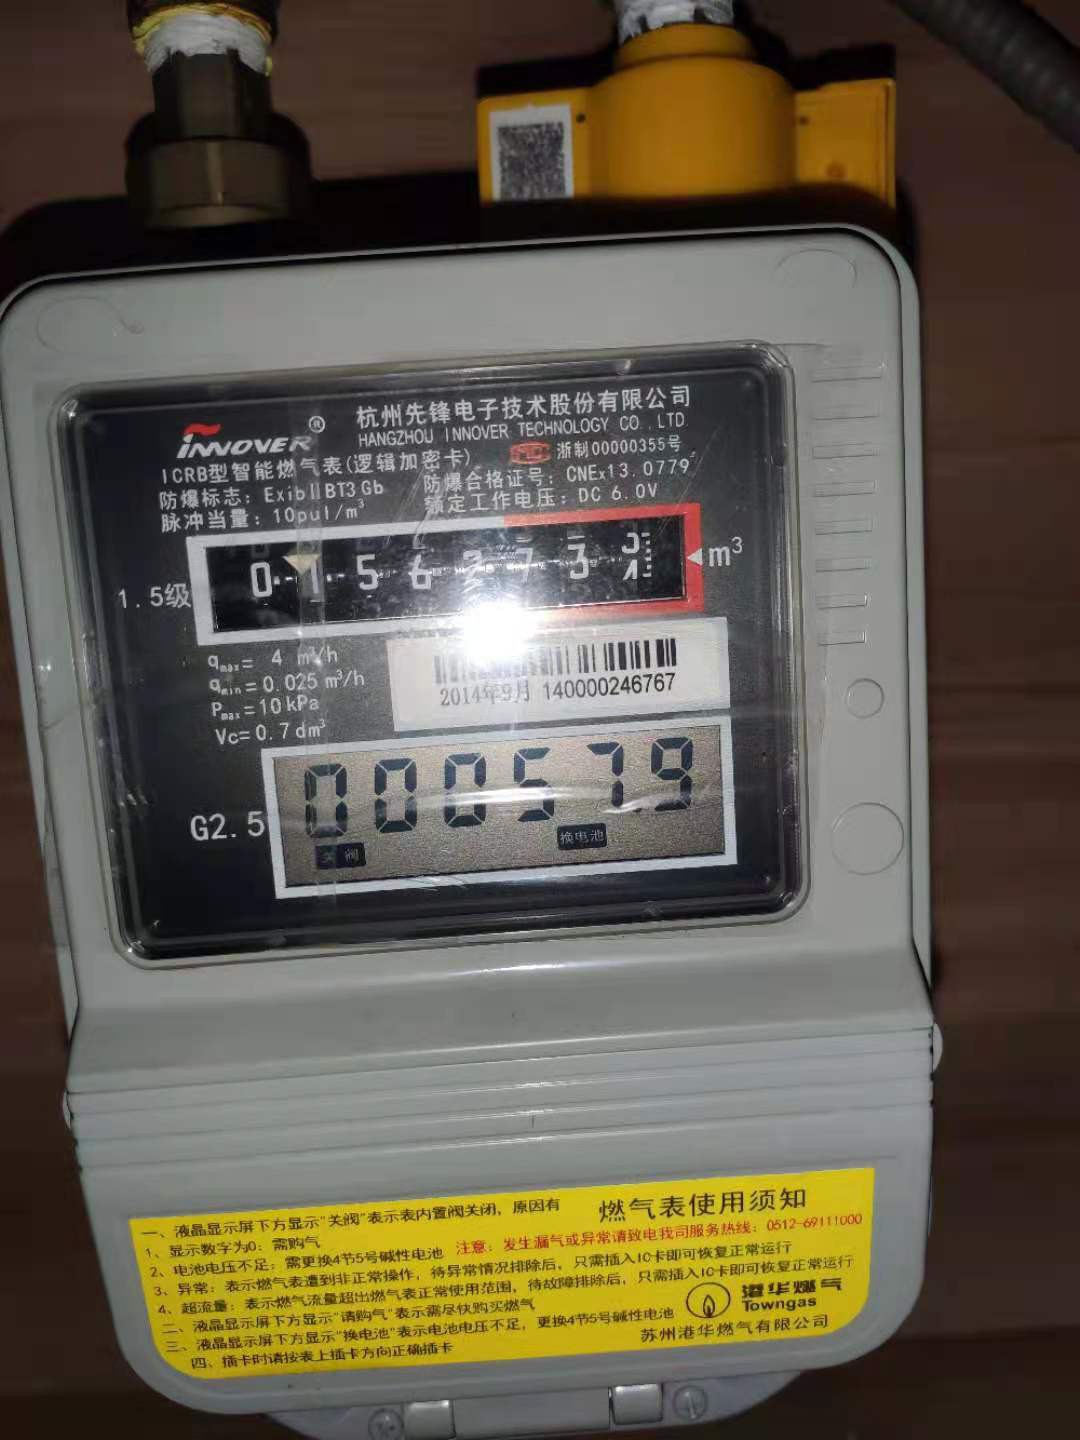 INNOVER®
杭州先锋电子技术股份有限公司
HANGZHOU INNOVER TECHNOLOGY CO.,LTD.
ICRB型智能燃气表(逻辑加密卡)
MC 浙制00000355号
防爆标志: ExibⅡBT3 Gb
防爆合格证号: CNEx13.0779
脉冲当量: 10pul/m³
额定工作电压: DC 6.0V
1.5级
0 1 5 6 7 3
m³
qmax= 4 m³/h
qmin=0.025 m³/h
Pmax=10kPa
Vc=0.7dm³
2014年9月 140000246767
G2.5
000579
关 阀
换电池
燃气表使用须知
一、液晶显示屏下方显示"关阀"表示表内置阀关闭，原因有
1、显示数字为0：需购气
2、电池电压不足：需更换4节5号碱性电池
注意：发生漏气或异常请致电我司服务热线：0512-69111000
3、异常：表示燃气表遭到非正常操作，待异常情况排除后，只需插入IC卡即可恢复正常运行
4、超流量：表示燃气流量超出燃气表正常使用范围，待故障排除后，只需插入IC卡即可恢复正常运行
二、液晶显示屏下方显示"请购气"表示需尽快购买燃气
三、液晶显示屏下方显示"换电池"表示电池电压不足，更换4节5号碱性电池
四、插卡时请按表上插卡方向正确插卡
港华燃气
Towngas
苏州港华燃气有限公司